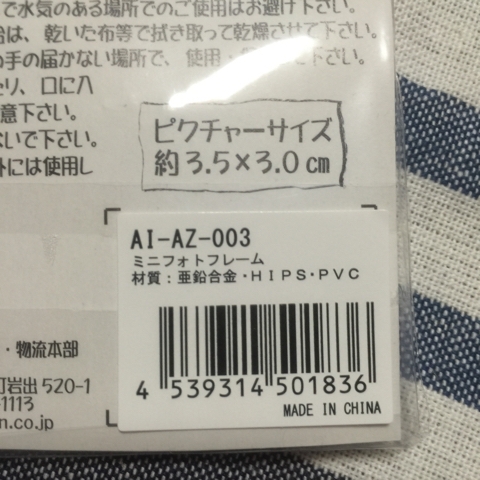 で水気のある場所でのご使用はお避け下さい。
は、乾いた布等で拭き取って乾燥させて下
の手の届かない場所で、使用・
り、口に入
意下さい。
ないで下さい。
外には使用し
ピクチャーサイズ
約3.5×3.0cm
AI-AZ-003
ミニフォトフレーム
材質：亜鉛合金・HIPS・PVC
・物流本部
町岩出 520-1
-1113
n.co.jp
4 539314 501836
MADE IN CHINA